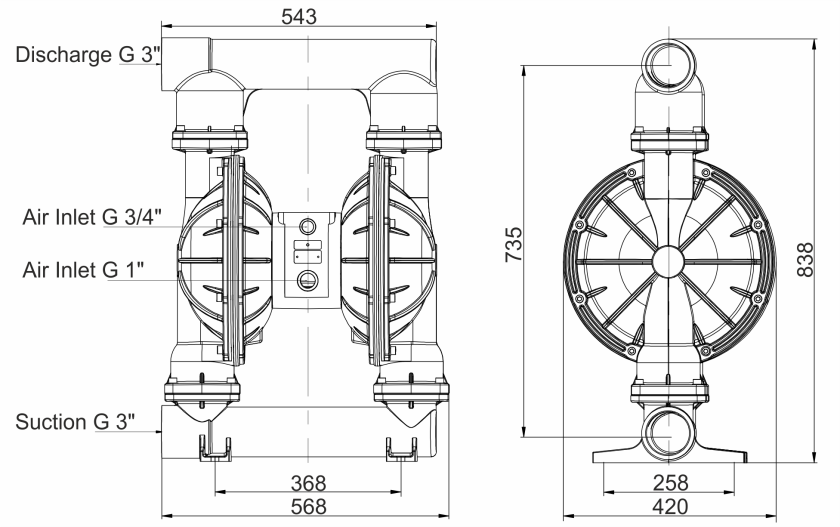 543
Discharge G 3"
Air Inlet G 3/4"
Air Inlet G 1"
Suction G 3"
368
568
735
838
258
420